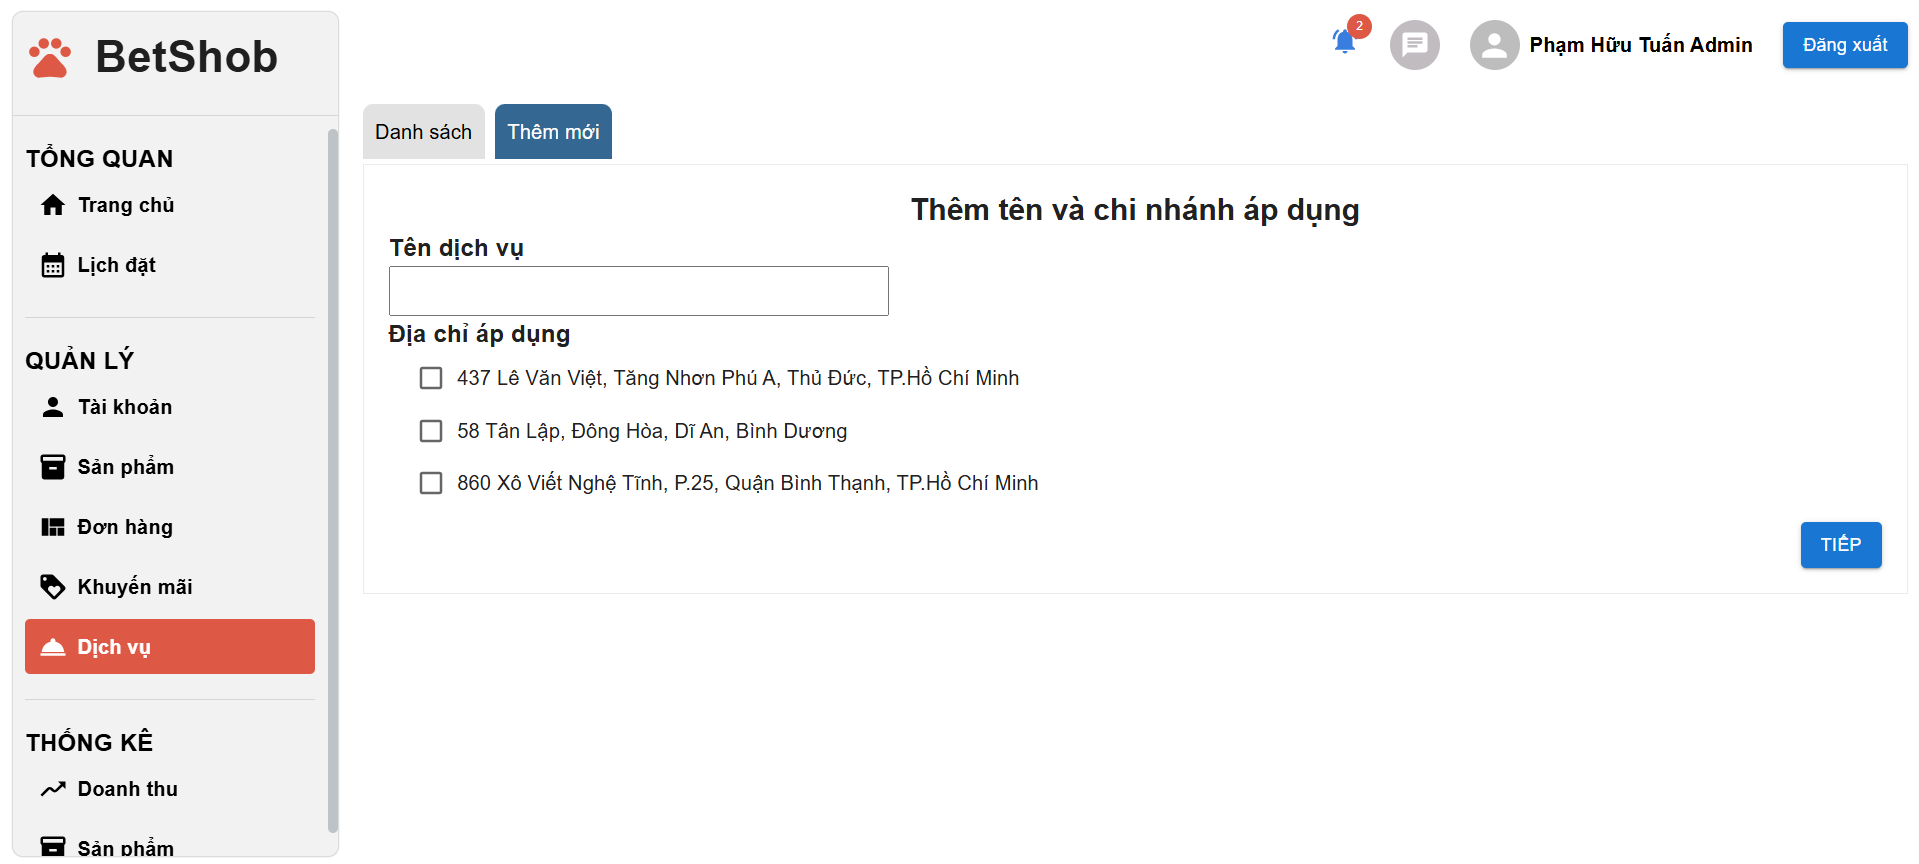 BetShob
TỔNG QUAN
Trang chủ
Lịch đặt
QUẢN LÝ
Tài khoản
Sản phẩm
Đơn hàng
Khuyến mãi
Dịch vụ
THỐNG KÊ
Doanh thu
Sản phẩm
2
Phạm Hữu Tuấn Admin
Đăng xuất
Danh sách
Thêm mới
Thêm tên và chi nhánh áp dụng
Tên dịch vụ
Địa chỉ áp dụng
437 Lê Văn Việt, Tăng Nhơn Phú A, Thủ Đức, TP.Hồ Chí Minh
58 Tân Lập, Đông Hòa, Dĩ An, Bình Dương
860 Xô Viết Nghệ Tĩnh, P.25, Quận Bình Thạnh, TP.Hồ Chí Minh
TIẾP